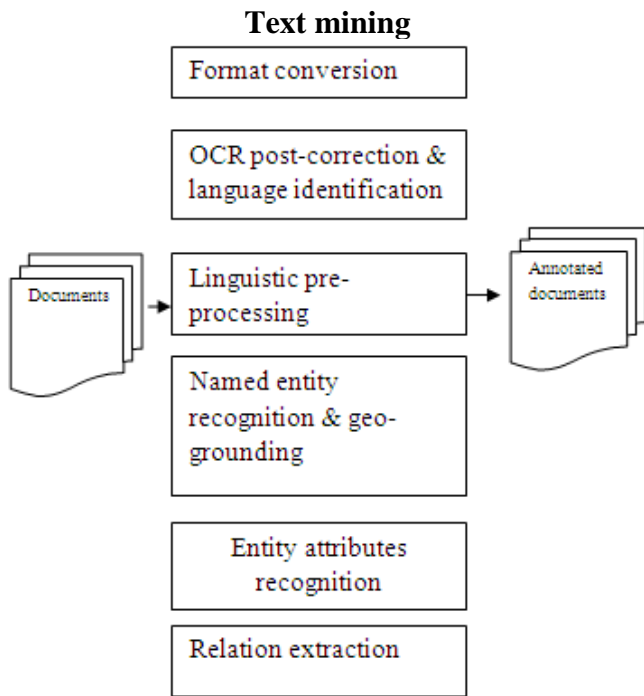 Text mining
Format conversion
OCR post-correction &
language identification
Documents
Linguistic pre-
processing
Annotated
documents
Named entity
recognition & geo-
grounding
Entity attributes
recognition
Relation extraction